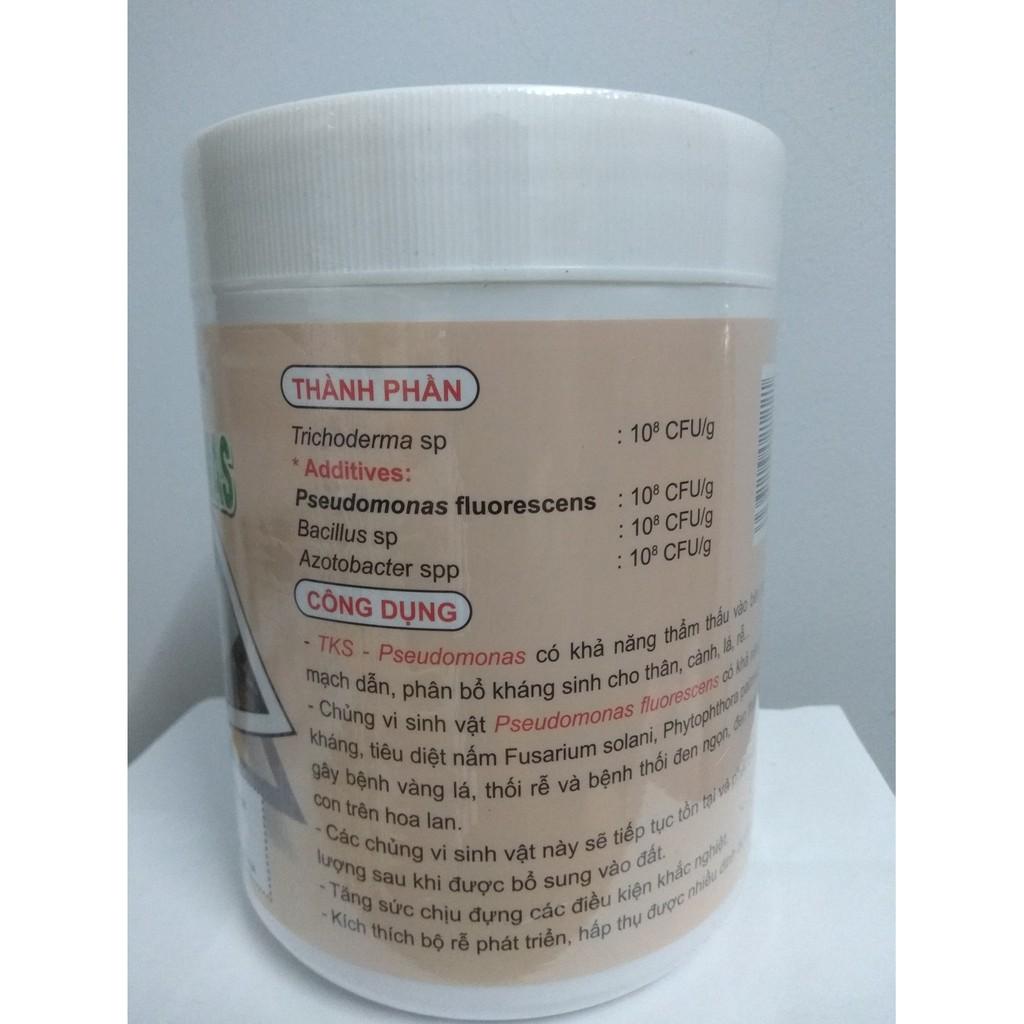 THÀNH PHẦN
Trichoderma sp : 10⁸ CFU/g
* Additives:
Pseudomonas fluorescens : 10⁸ CFU/g
Bacillus sp : 10⁸ CFU/g
Azotobacter spp : 10⁸ CFU/g
CÔNG DỤNG
- TKS - Pseudomonas có khả năng thẩm thấu vào
mạch dẫn, phân bổ kháng sinh cho thân, cành, lá, rễ...
- Chủng vi sinh vật Pseudomonas fluorescens có khả
kháng, tiêu diệt nấm Fusarium solani, Phytophthora
gây bệnh vàng lá, thối rễ và bệnh thối đen ngọn, đen
con trên hoa lan.
- Các chủng vi sinh vật này sẽ tiếp tục tồn tại và
lượng sau khi được bổ sung vào đất.
- Tăng sức chịu đựng các điều kiện khắc nghiệt
- Kích thích bộ rễ phát triển, hấp thụ được nhiều